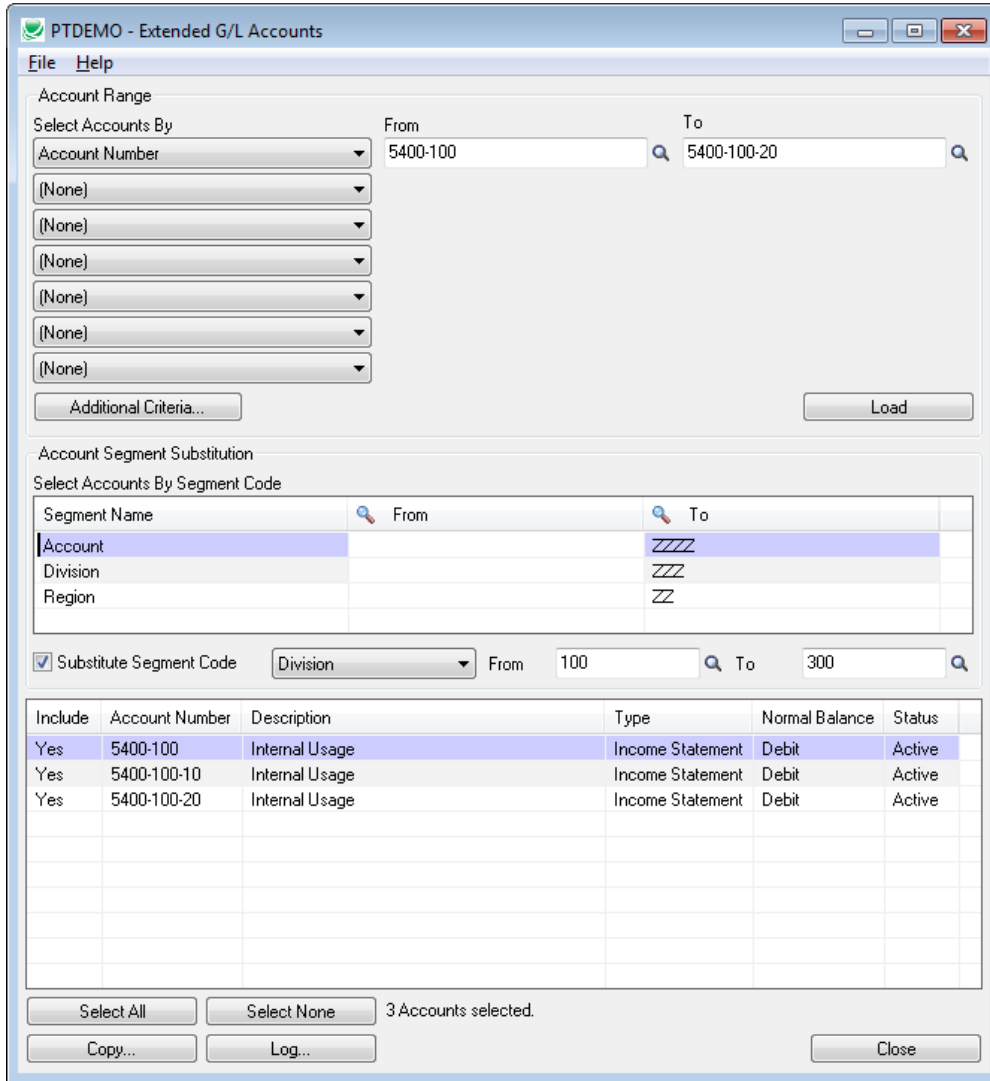 PTDEMO - Extended G/L Accounts
File Help
Account Range
Select Accounts By From To
Account Number 5400-100 5400-100-20
(None)
(None)
(None)
(None)
(None)
(None)
Additional Criteria... Load
Account Segment Substitution
Select Accounts By Segment Code
Segment Name From To
Account ZZZZ
Division ZZZ
Region ZZ
Substitute Segment Code Division From 100 To 300
Include Account Number Description Type Normal Balance Status
Yes 5400-100 Internal Usage Income Statement Debit Active
Yes 5400-100-10 Internal Usage Income Statement Debit Active
Yes 5400-100-20 Internal Usage Income Statement Debit Active
Select All Select None 3 Accounts selected.
Copy... Log... Close